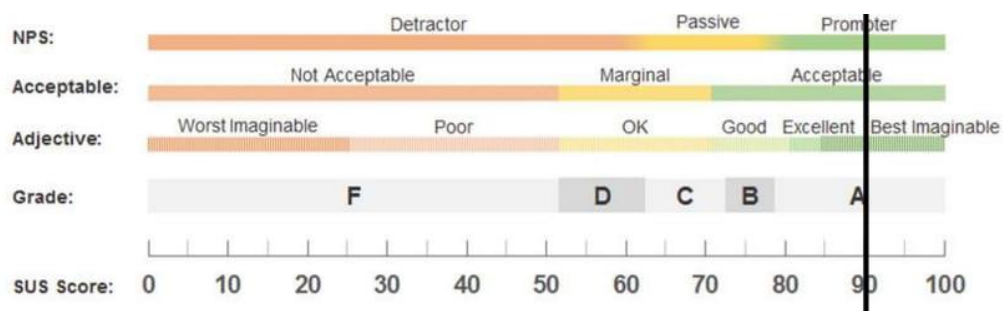 NPS: Detractor Passive Promoter
Acceptable: Not Acceptable Marginal Acceptable
Adjective: Worst Imaginable Poor OK Good Excellent Best Imaginable
Grade: F D C B A
SUS Score: 0 10 20 30 40 50 60 70 80 90 100